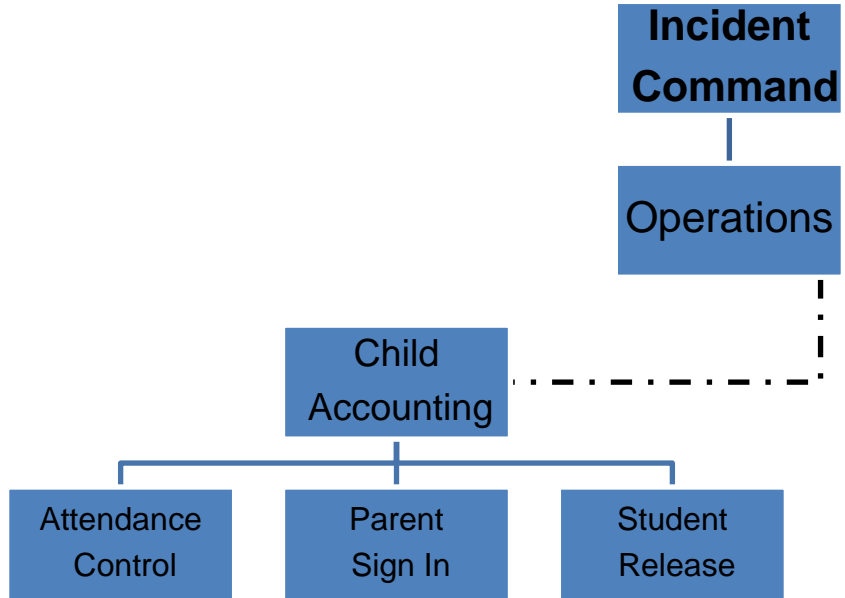 Incident
Command
Operations
Child
Accounting
Attendance
Control
Parent
Sign In
Student
Release